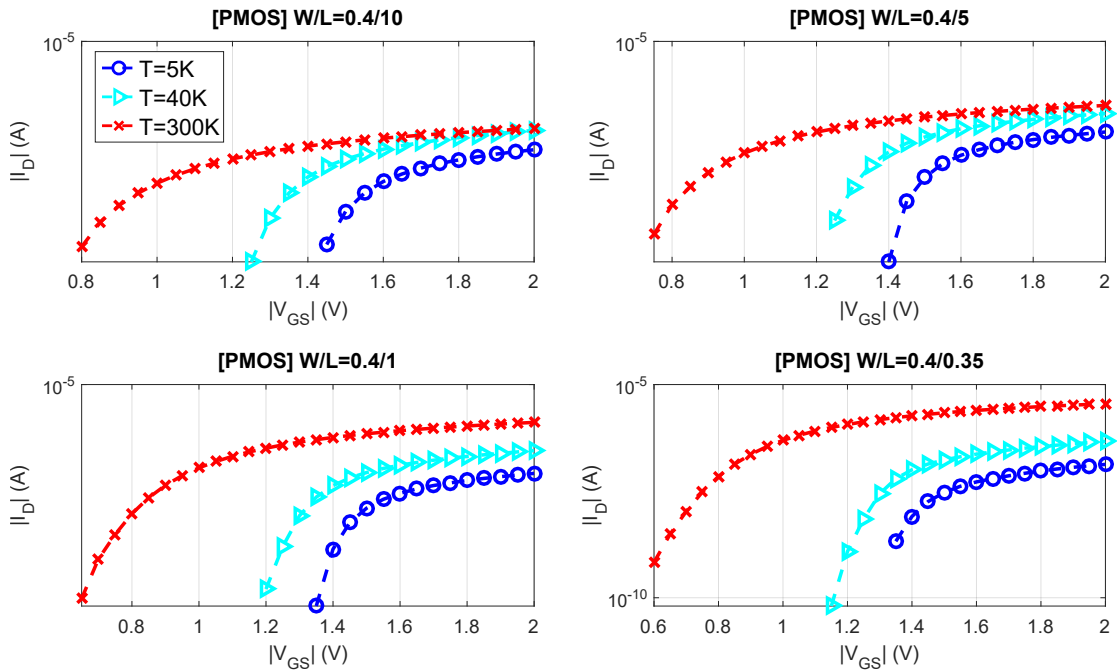 [PMOS] W/L=0.4/10
10^-5
T=5K
T=40K
T=300K
|I_D| (A)
0.8 1 1.2 1.4 1.6 1.8 2
|V_GS| (V)
[PMOS] W/L=0.4/5
10^-5
|I_D| (A)
0.8 1 1.2 1.4 1.6 1.8 2
|V_GS| (V)
[PMOS] W/L=0.4/1
10^-5
|I_D| (A)
0.8 1 1.2 1.4 1.6 1.8 2
|V_GS| (V)
[PMOS] W/L=0.4/0.35
10^-5
|I_D| (A)
10^-10
0.6 0.8 1 1.2 1.4 1.6 1.8 2
|V_GS| (V)